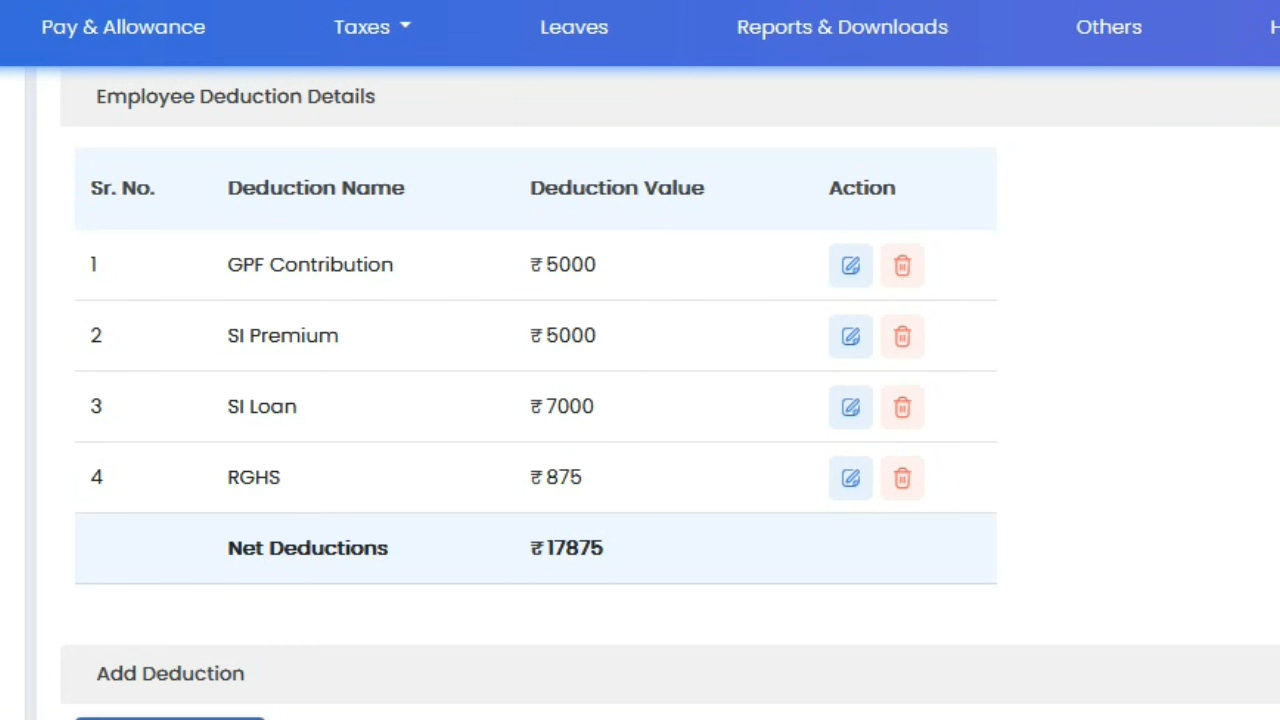 Pay & Allowance Taxes Leaves Reports & Downloads Others H
Employee Deduction Details
Sr. No. Deduction Name Deduction Value Action
1 GPF Contribution ₹5000
2 SI Premium ₹5000
3 SI Loan ₹7000
4 RGHS ₹875
Net Deductions ₹17875
Add Deduction